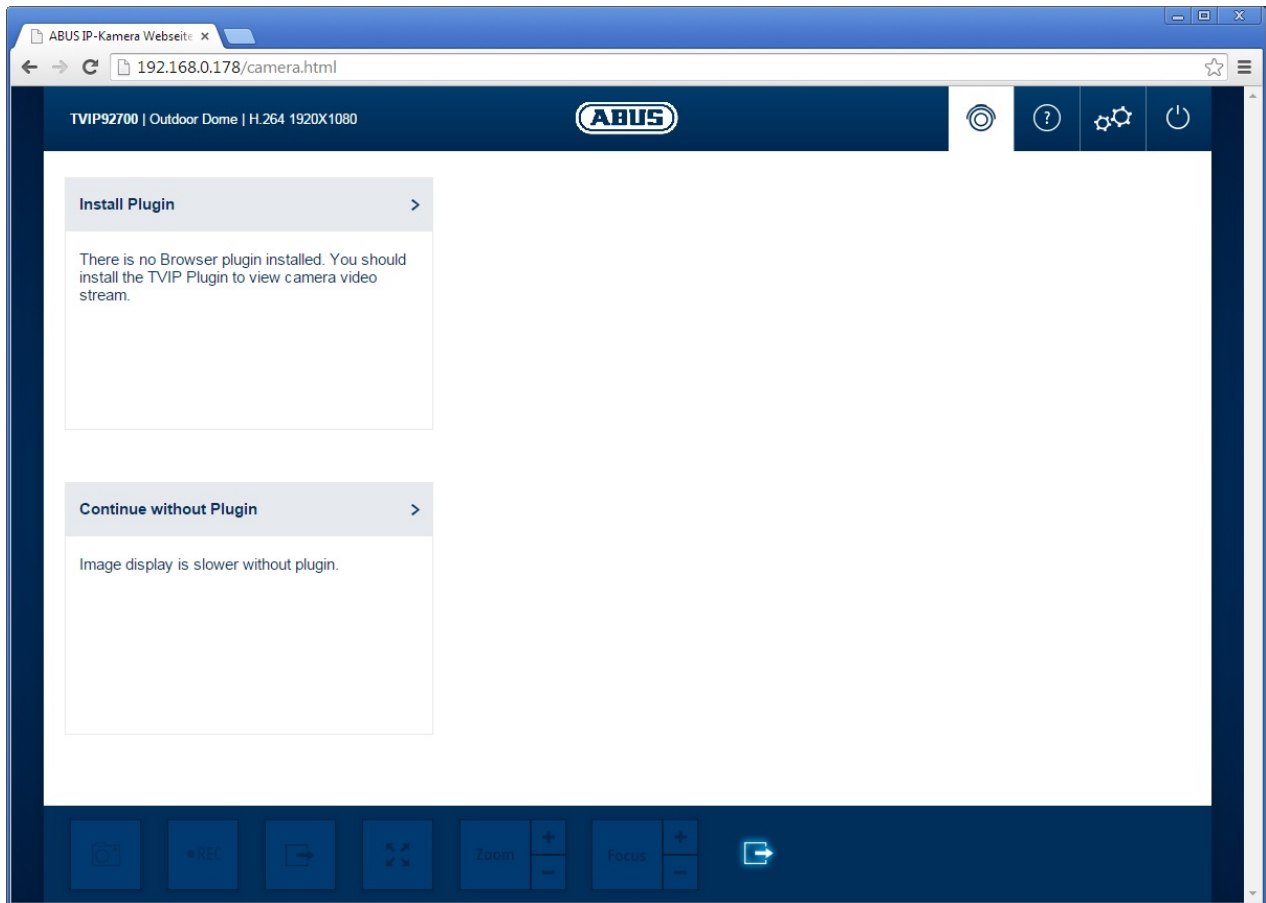 ABUS IP-Kamera Webseite
192.168.0.178/camera.html
TVIP92700 | Outdoor Dome | H.264 1920X1080
ABUS
?
Install Plugin >
There is no Browser plugin installed. You should
install the TVIP Plugin to view camera video
stream.
Continue without Plugin >
Image display is slower without plugin.
REC
Zoom + -
Focus + -